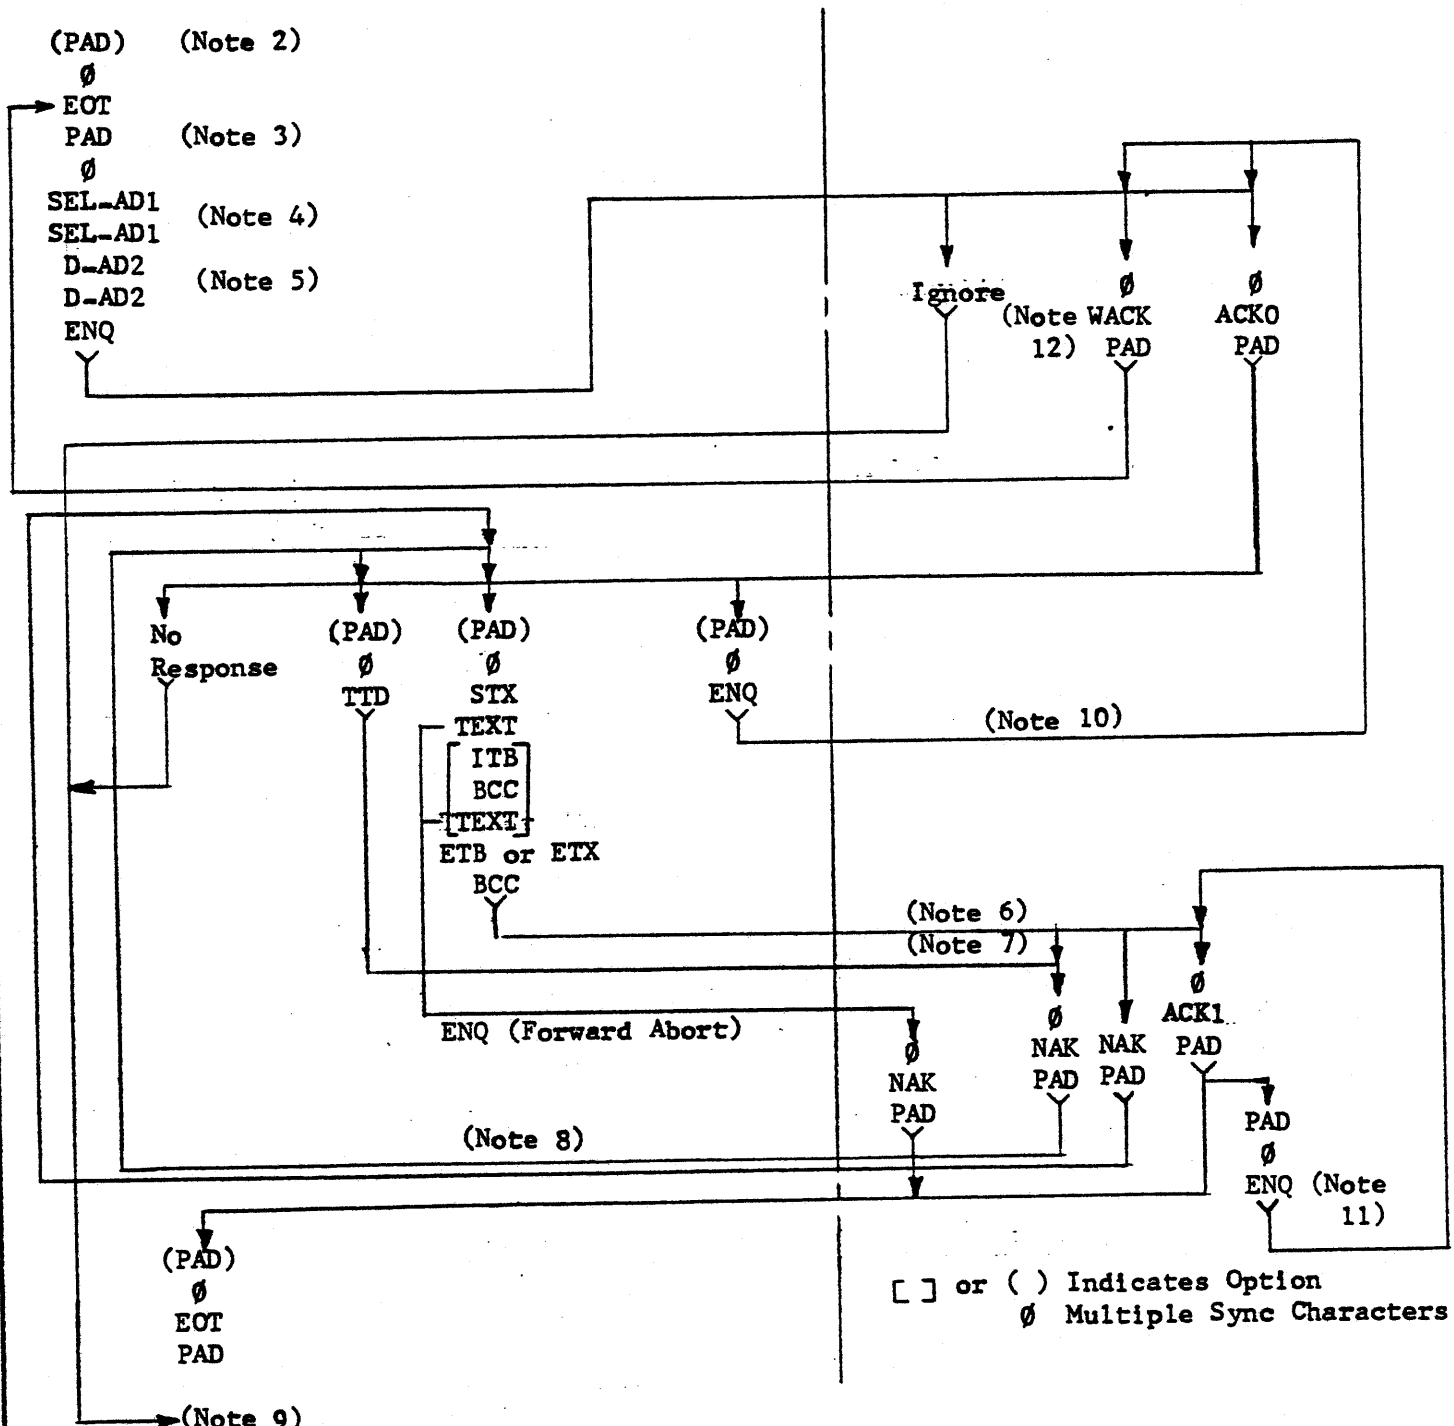 (PAD) (Note 2)
Ø
EOT
PAD (Note 3)
Ø
SEL-AD1
SEL-AD1
(Note 4)
D-AD2
D-AD2
(Note 5)
ENQ
Ignore
(Note
12)
Ø
WACK
PAD
Ø
ACK0
PAD
No
Response
(PAD)
Ø
TTD
(PAD)
Ø
STX
TEXT
[ITB
BCC
TEXT]
ETB or ETX
BCC
(PAD)
Ø
ENQ
(Note 10)
(Note 6)
(Note 7)
ENQ (Forward Abort)
Ø
NAK
PAD
Ø
NAK
PAD
NAK
PAD
Ø
ACK1
PAD
PAD
Ø
ENQ (Note
11)
(Note 8)
(PAD)
Ø
EOT
PAD
(Note 9)
[ ] or ( ) Indicates Option
Ø Multiple Sync Characters